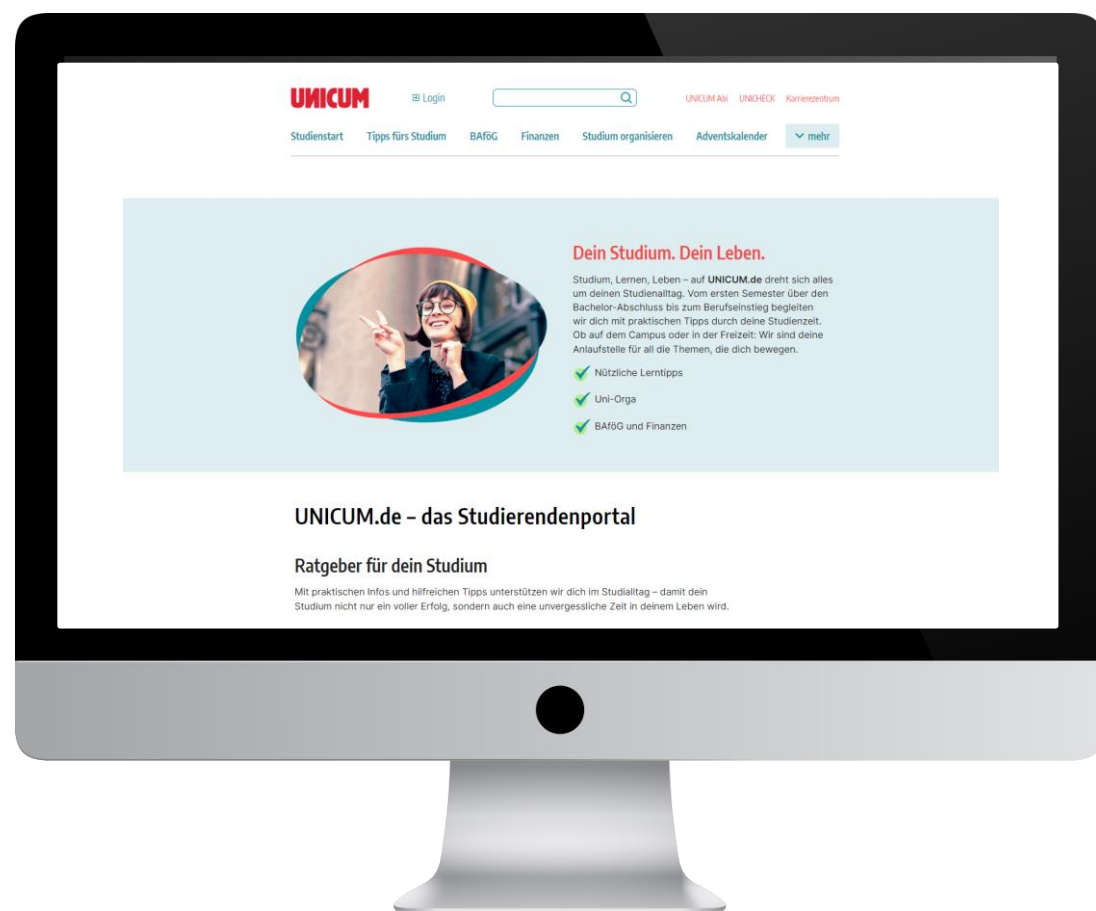 UNICUM
Login
UNICUM Abi UNICHECK Karrierezentrum
Studienstart Tipps fürs Studium BAföG Finanzen Studium organisieren Adventskalender mehr
Dein Studium. Dein Leben.
Studium, Lernen, Leben – auf UNICUM.de dreht sich alles
um deinen Studienalltag. Vom ersten Semester über den
Bachelor-Abschluss bis zum Berufseinstieg begleiten
wir dich mit praktischen Tipps durch deine Studienzeit.
Ob auf dem Campus oder in der Freizeit: Wir sind deine
Anlaufstelle für all die Themen, die dich bewegen.
Nützliche Lerntipps
Uni-Orga
BAföG und Finanzen
UNICUM.de – das Studierendenportal
Ratgeber für dein Studium
Mit praktischen Infos und hilfreichen Tipps unterstützen wir dich im Studialltag – damit dein
Studium nicht nur ein voller Erfolg, sondern auch eine unvergessliche Zeit in deinem Leben wird.